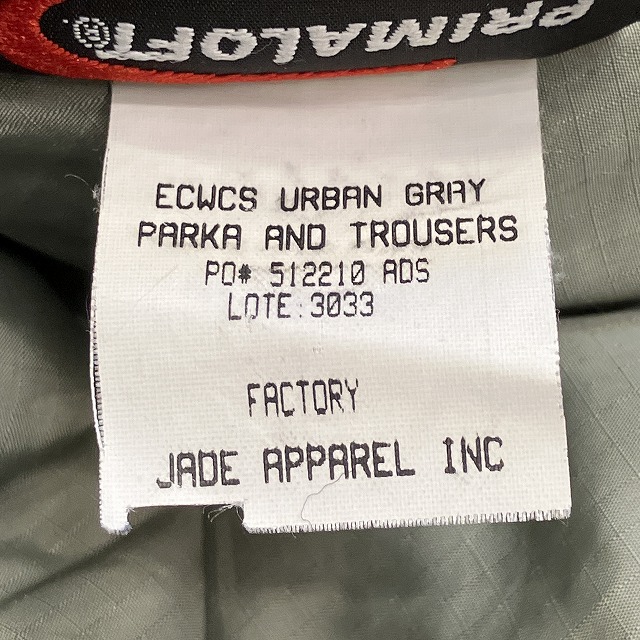 PRIMALOFT®
ECWCS URBAN GRAY
PARKA AND TROUSERS
PO# 512210 ADS
LOTE:3033
FACTORY
JADE APPAREL INC